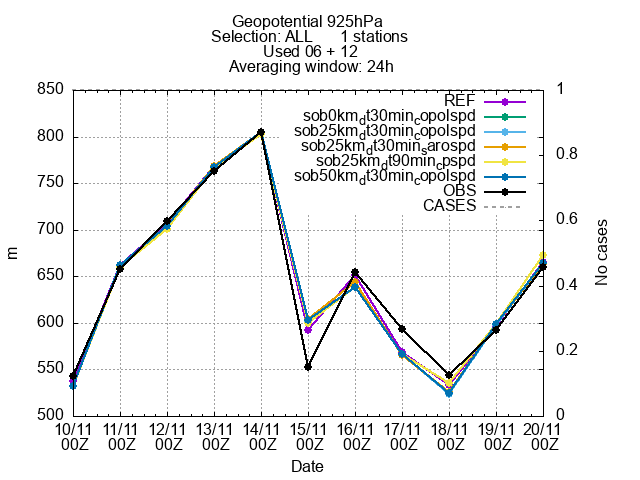 Geopotential 925hPa
Selection: ALL 1 stations
Used 06 + 12
Averaging window: 24h
850
800
750
700
650
600
550
500
m
1
0.8
0.6
0.4
0.2
0
No cases
REF
sob0km_dt30min_copolspd
sob25km_dt30min_copolspd
sob25km_dt30min_sarospd
sob25km_dt90min_cpspd
sob50km_dt30min_copolspd
OBS
CASES
10/11 11/11 12/11 13/11 14/11 15/11 16/11 17/11 18/11 19/11 20/11
00Z 00Z 00Z 00Z 00Z 00Z 00Z 00Z 00Z 00Z 00Z
Date